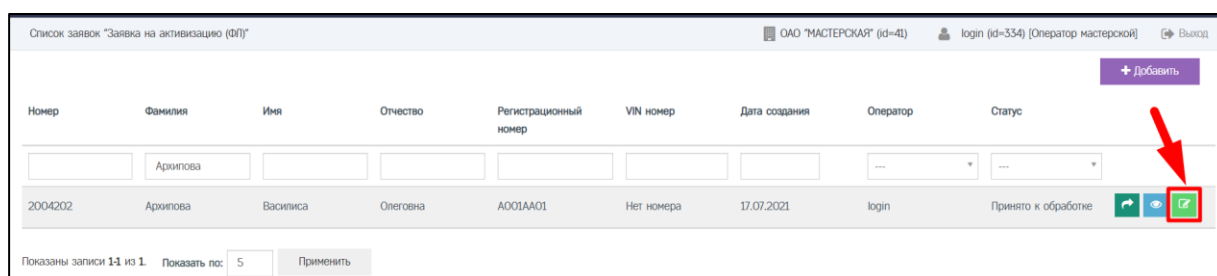 Список заявок "Заявка на активизацию (ФЛ)" ОАО "МАСТЕРСКАЯ" (id=41) login (id=334) [Оператор мастерской] Выход
+ Добавить
Номер Фамилия Имя Отчество Регистрационный номер VIN номер Дата создания Оператор Статус
Архипова --- ---
2004202 Архипова Василиса Олеговна А001АА01 Нет номера 17.07.2021 login Принято к обработке
Показаны записи 1-1 из 1. Показать по: 5 Применить